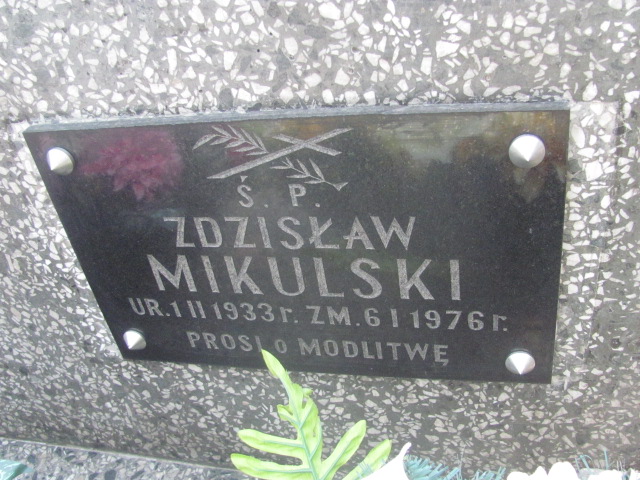 Ś. P.
ZDZISŁAW
MIKULSKI
UR. 1 II 1933 r. ZM. 6 I 1976 r.
PROSI o MODLITWĘ